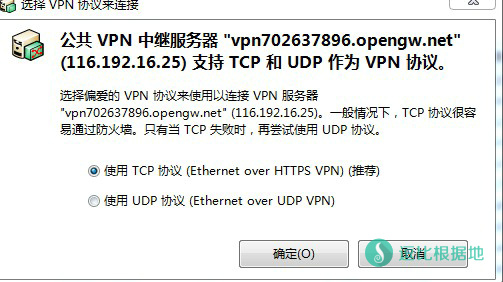 选择 VPN 协议来连接
公共 VPN 中继服务器 "vpn702637896.opengw.net"
(116.192.16.25) 支持 TCP 和 UDP 作为 VPN 协议。
选择偏爱的 VPN 协议来使用以连接 VPN 服务器
"vpn702637896.opengw.net" (116.192.16.25)。一般情况下，TCP 协议很容
易通过防火墙。只有当 TCP 失败时，再尝试使用 UDP 协议。
使用 TCP 协议 (Ethernet over HTTPS VPN) (推荐)
使用 UDP 协议 (Ethernet over UDP VPN)
确定(O)
取消
逗比根据地